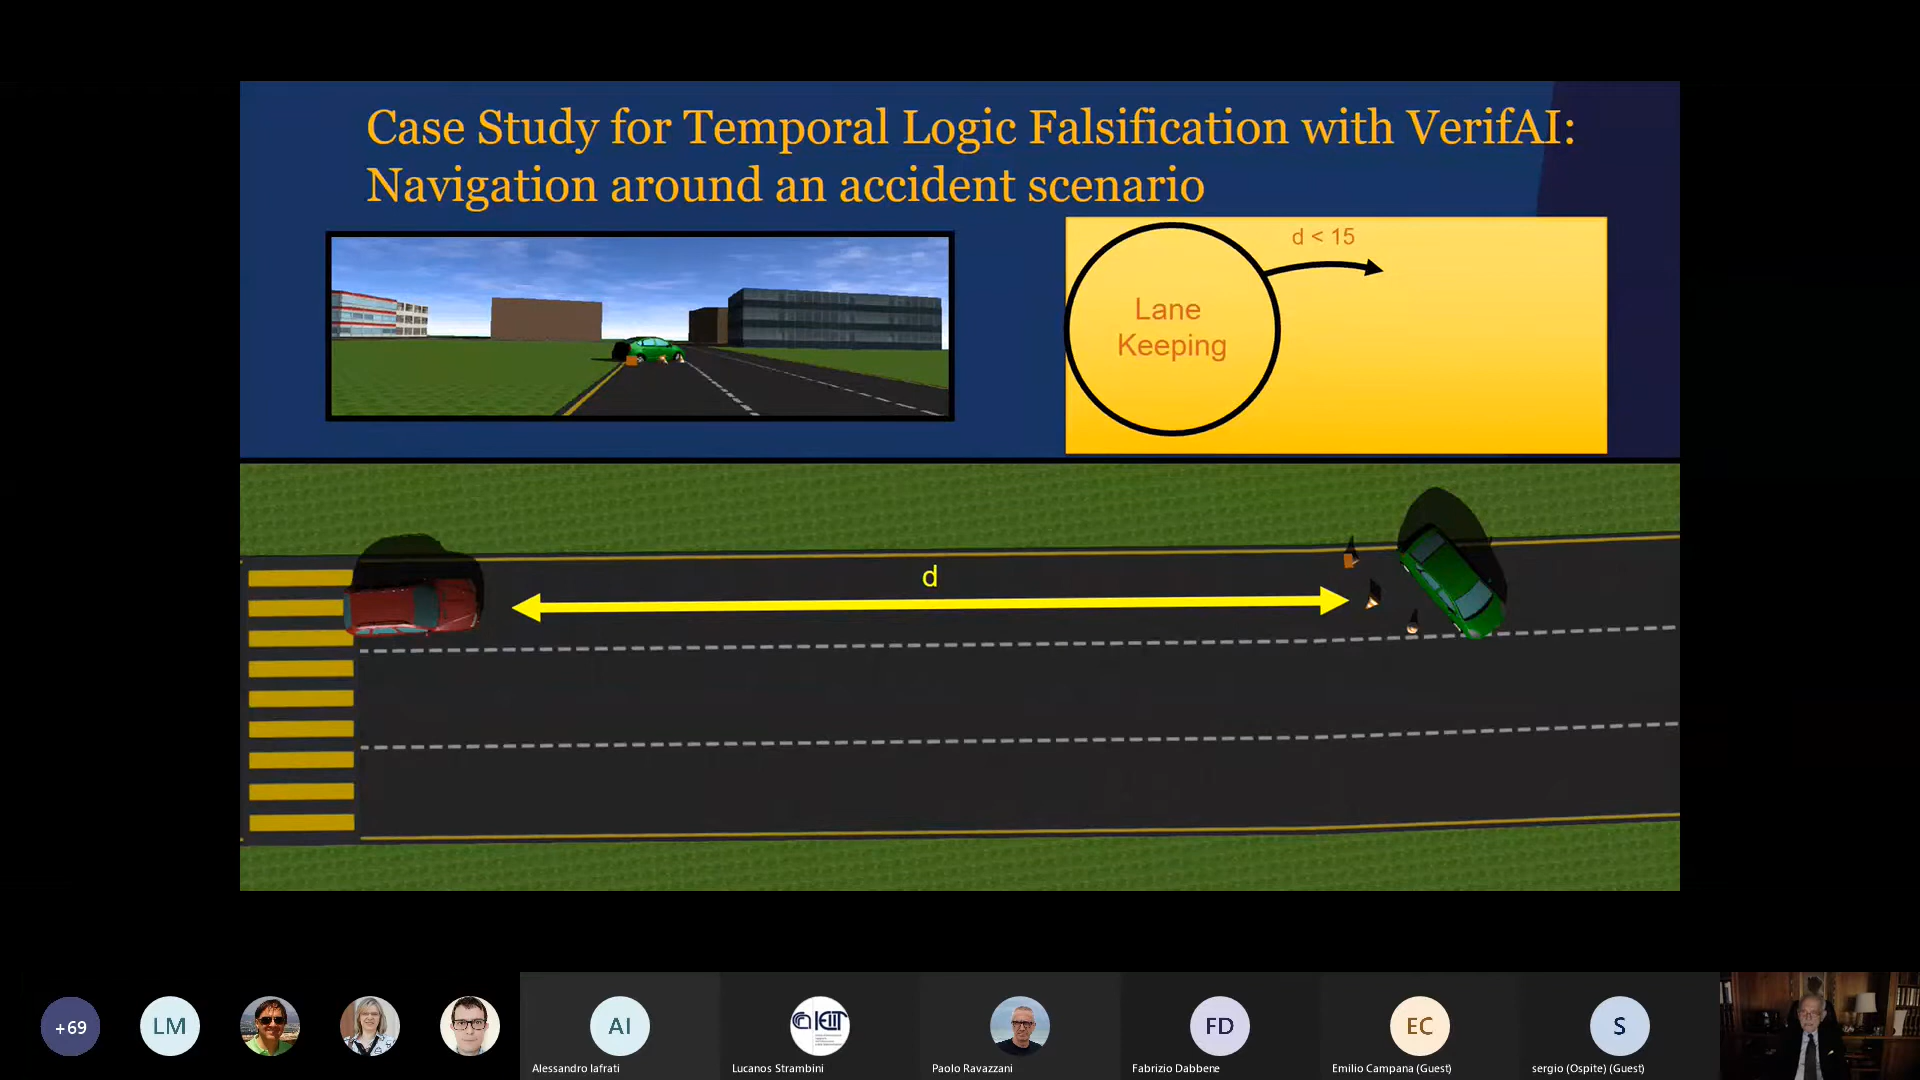 Case Study for Temporal Logic Falsification with VerifAI:
Navigation around an accident scenario
d < 15
Lane
Keeping
d
+69
LM
AI
IEIIT
FD
EC
S
Alessandro Iafrati
Lucanos Strambini
Paolo Ravazzani
Fabrizio Dabbene
Emilio Campana (Guest)
sergio (Ospite) (Guest)